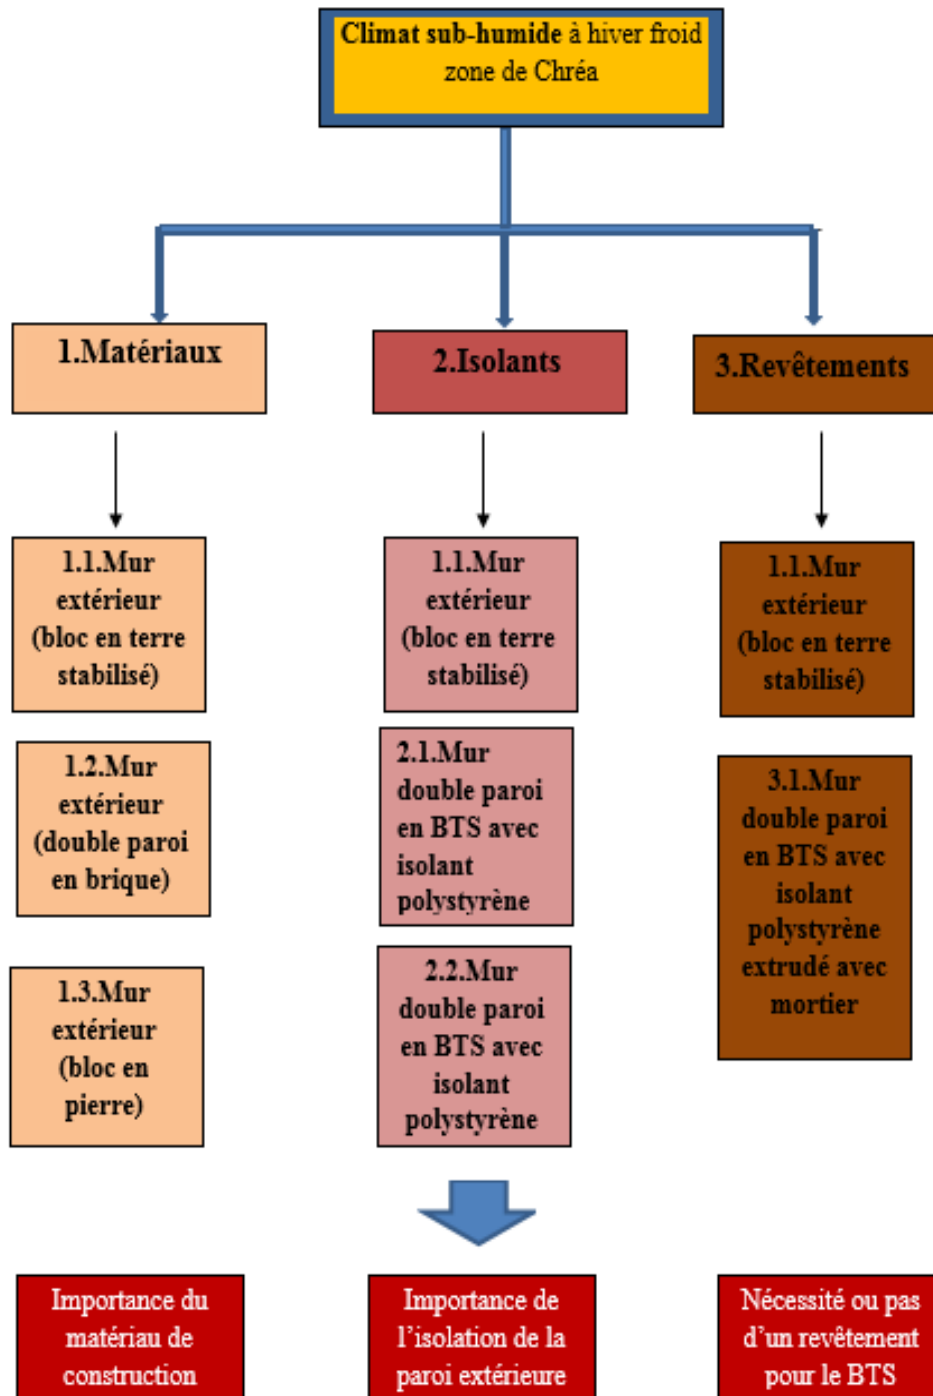 Climat sub-humide à hiver froid
zone de Chréa
1.Matériaux
2.Isolants
3.Revêtements
1.1.Mur
extérieur
(bloc en terre
stabilisé)
1.2.Mur
extérieur
(double paroi
en brique)
1.3.Mur
extérieur
(bloc en
pierre)
1.1.Mur
extérieur
(bloc en terre
stabilisé)
2.1.Mur
double paroi
en BTS avec
isolant
polystyrène
2.2.Mur
double paroi
en BTS avec
isolant
polystyrène
1.1.Mur
extérieur
(bloc en terre
stabilisé)
3.1.Mur
double paroi
en BTS avec
isolant
polystyrène
extrudé avec
mortier
Importance du
matériau de
construction
Importance de
l’isolation de la
paroi extérieure
Nécessité ou pas
d’un revêtement
pour le BTS